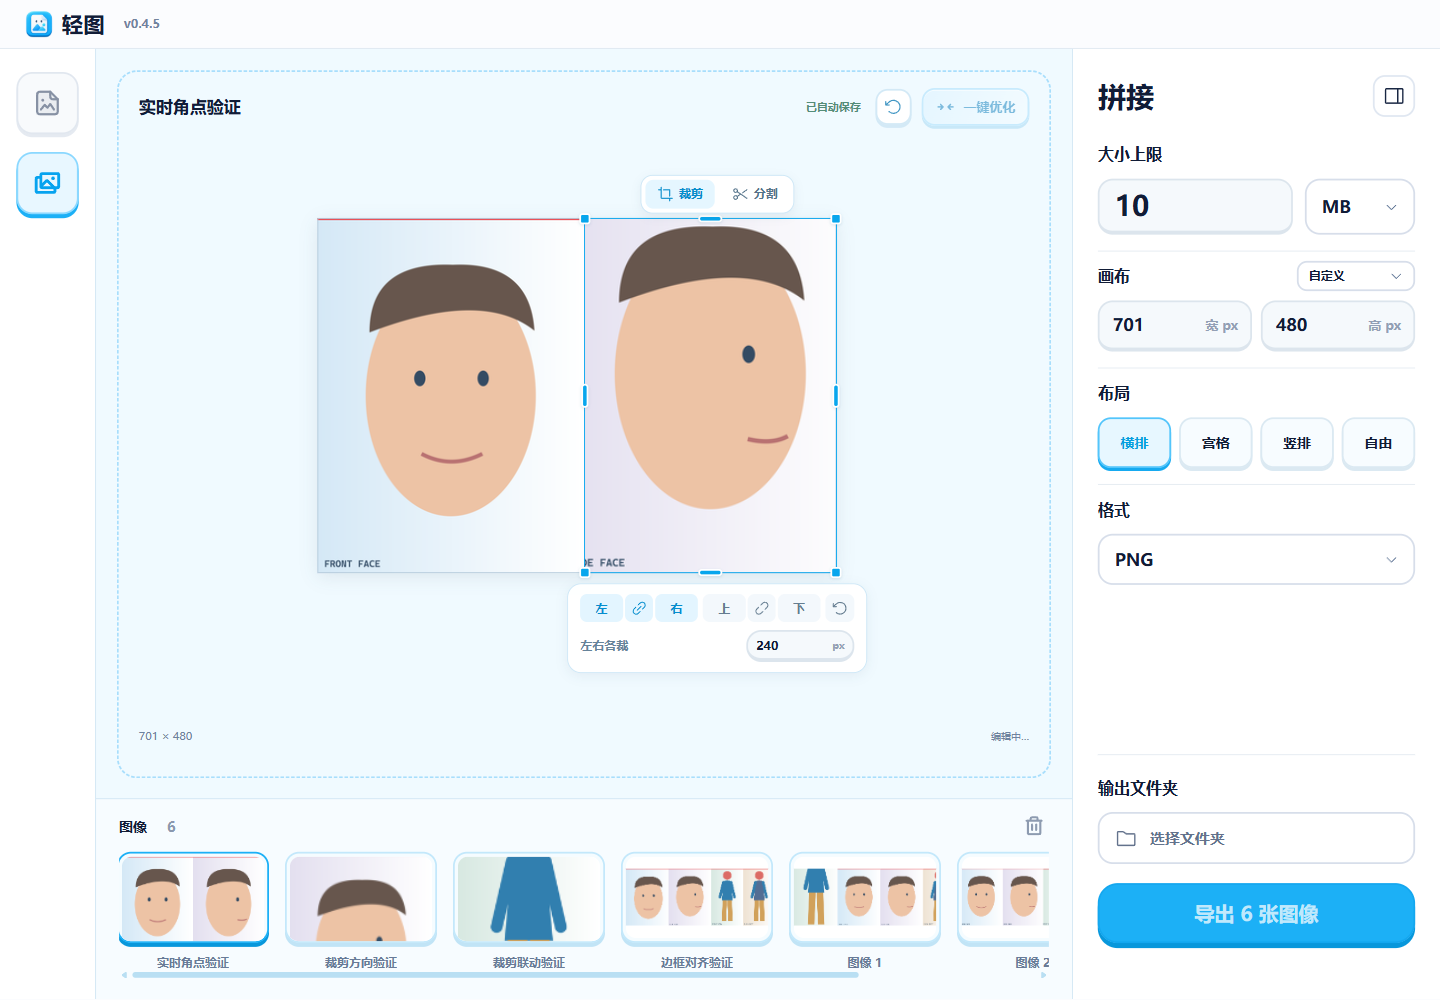 轻图 v0.4.5
实时角点验证
已自动保存
一键优化
裁剪
分割
FRONT FACE
DE FACE
左
右
上
下
左右各裁
240 px
701 × 480
编辑中...
图像 6
实时角点验证
裁剪方向验证
裁剪联动验证
边框对齐验证
图像 1
图像 2
拼接
大小上限
10
MB
画布
自定义
701 宽 px
480 高 px
布局
横排
宫格
竖排
自由
格式
PNG
输出文件夹
选择文件夹
导出 6 张图像